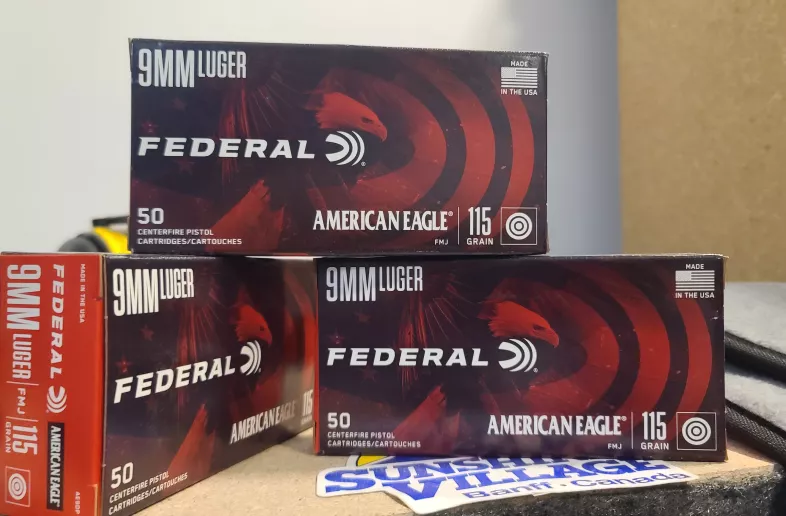 9MM LUGER
MADE
IN THE USA
FEDERAL
50
CENTERFIRE PISTOL
CARTRIDGES/CARTOUCHES
AMERICAN EAGLE®
FMJ
115
GRAIN
MADE IN THE USA
FEDERAL
AMERICAN EAGLE
9MM LUGER
FMJ
115
GRAIN
9MM LUGER
FEDERAL
AMERICAN EAGLE
115
50
CENTERFIRE PISTOL
CARTRIDGES/CARTOUCHES
9MM LUGER
MADE
IN THE USA
FEDERAL
50
CENTERFIRE PISTOL
CARTRIDGES/CARTOUCHES
AMERICAN EAGLE®
FMJ
115
GRAIN
VILLAGE
Banff, Canada